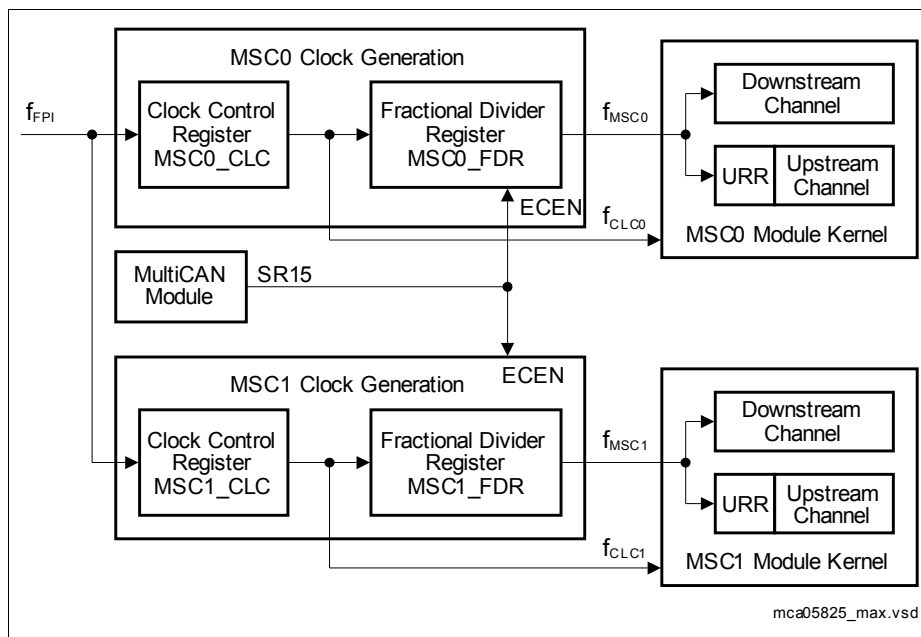 MSC0 Clock Generation
f_FPI
Clock Control
Register
MSC0_CLC
Fractional Divider
Register
MSC0_FDR
ECEN
f_MSC0
f_CLC0
Downstream
Channel
URR
Upstream
Channel
MSC0 Module Kernel
MultiCAN
Module
SR15
MSC1 Clock Generation
ECEN
Clock Control
Register
MSC1_CLC
Fractional Divider
Register
MSC1_FDR
f_MSC1
f_CLC1
Downstream
Channel
URR
Upstream
Channel
MSC1 Module Kernel
mca05825_max.vsd